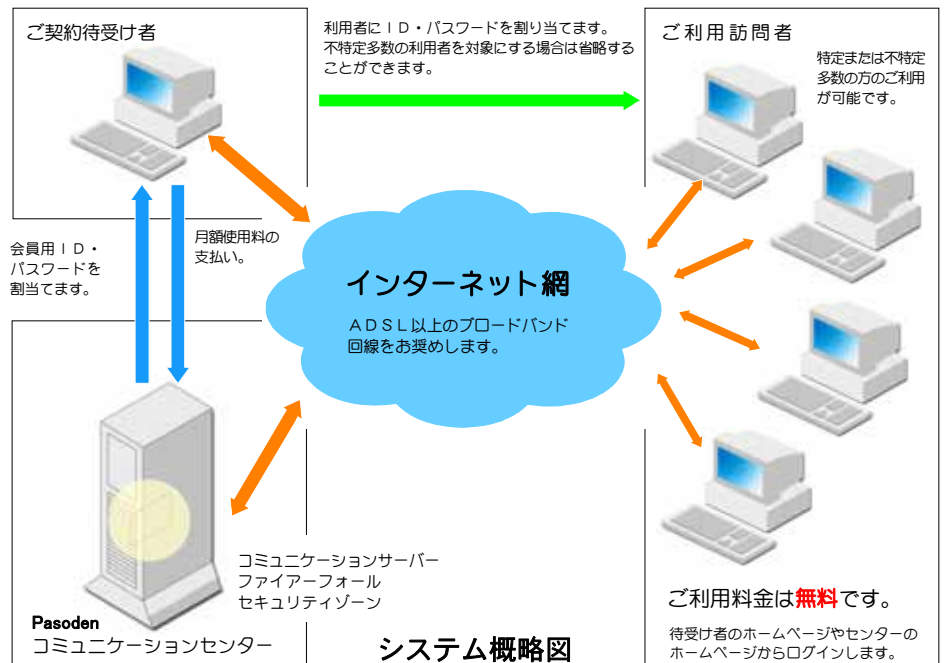 ご契約待受け者
利用者にＩＤ・パスワードを割り当てます。
不特定多数の利用者を対象にする場合は省略する
ことができます。
ご利用訪問者
特定または不特定
多数の方のご利用
が可能です。
会員用ＩＤ・
パスワードを
割当てます。
月額使用料の
支払い。
インターネット網
ＡＤＳＬ以上のブロードバンド
回線をお奨めします。
コミュニケーションサーバー
ファイアーフォール
セキュリティゾーン
Pasoden
コミュニケーションセンター
システム概略図
ご利用料金は無料です。
待受け者のホームページやセンターの
ホームページからログインします。